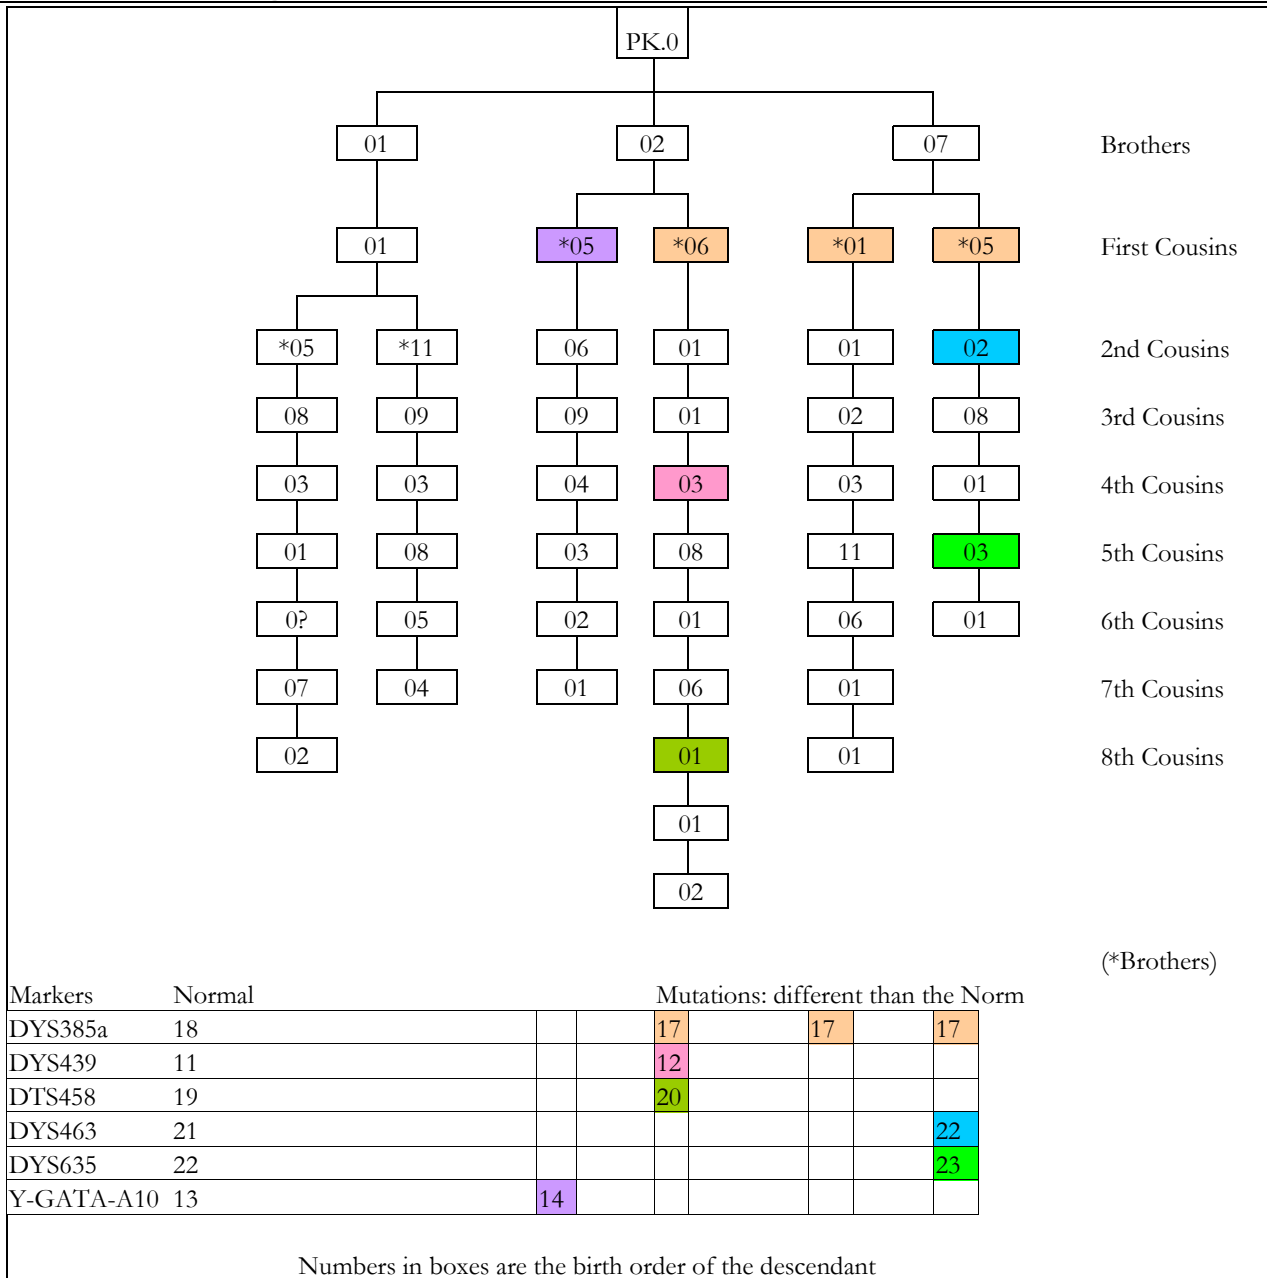 PK.0
01 02 07 Brothers
01 *05 *06 *01 *05 First Cousins
*05 *11 06 01 01 02 2nd Cousins
08 09 09 01 02 08 3rd Cousins
03 03 04 03 03 01 4th Cousins
01 08 03 08 11 03 5th Cousins
0? 05 02 01 06 01 6th Cousins
07 04 01 06 01 7th Cousins
02 01 01 8th Cousins
01
02
(*Brothers)
Markers Normal Mutations: different than the Norm
DYS385a 18 17 17 17
DYS439 11 12
DTS458 19 20
DYS463 21 22
DYS635 22 23
Y-GATA-A10 13 14
Numbers in boxes are the birth order of the descendant